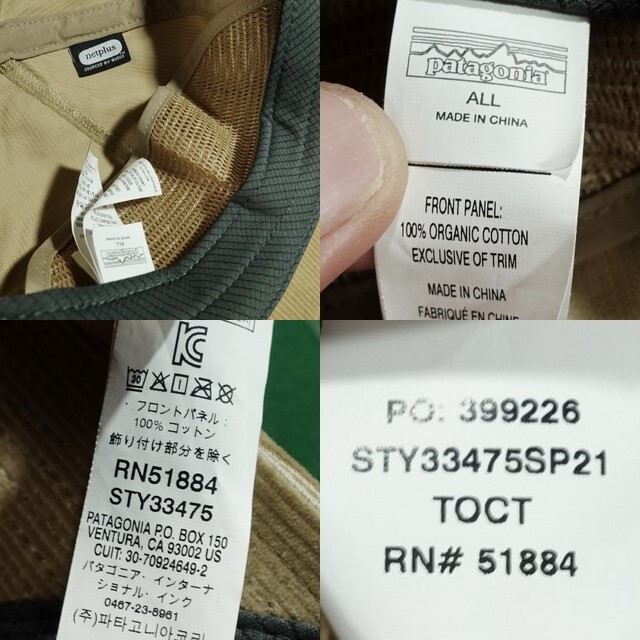 netplus
SOURCED BY BUREO
ALL
patagonia
ALL
MADE IN CHINA
FRONT PANEL:
100% ORGANIC COTTON
EXCLUSIVE OF TRIM
MADE IN CHINA
FABRIQUÉ EN CHINE
30
フロントパネル:
100% コットン
飾り付け部分を除く
RN51884
STY33475
PATAGONIA P.O. BOX 150
VENTURA, CA 93002 US
CUIT: 30-70924649-2
パタゴニア・インターナ
ショナル・インク
0467-23-8961
(주)파타고니아코리
PO: 399226
STY33475SP21
TOCT
RN# 51884